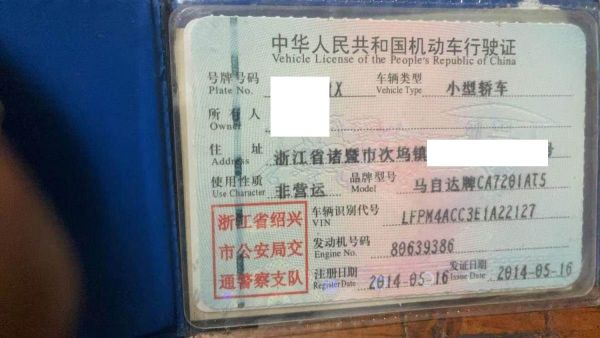 中华人民共和国机动车行驶证
Vehicle License of the People's Republic of China
号牌号码 Plate No. X 车辆类型 Vehicle Type 小型轿车
所有人 Owner
住址 Address 浙江省诸暨市次坞镇 号
使用性质 Use Character 非营运 品牌型号 Model 马自达牌CA7201AT5
浙江省绍兴
市公安局交
通警察支队
车辆识别代号 VIN LFPM4ACC3E1A22127
发动机号码 Engine No. 80639386
注册日期 Register Date 2014-05-16 发证日期 Issue Date 2014-05-16